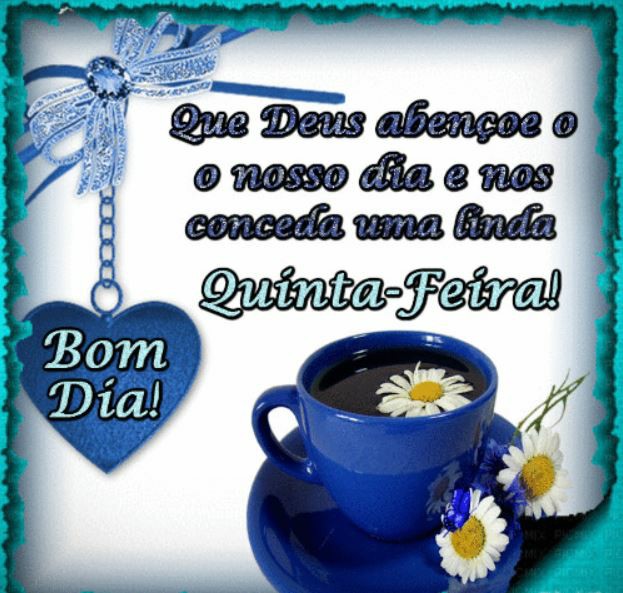 Que Deus abençoe o
o nosso dia e nos
conceda uma linda
Quinta-Feira!
Bom
Dia!